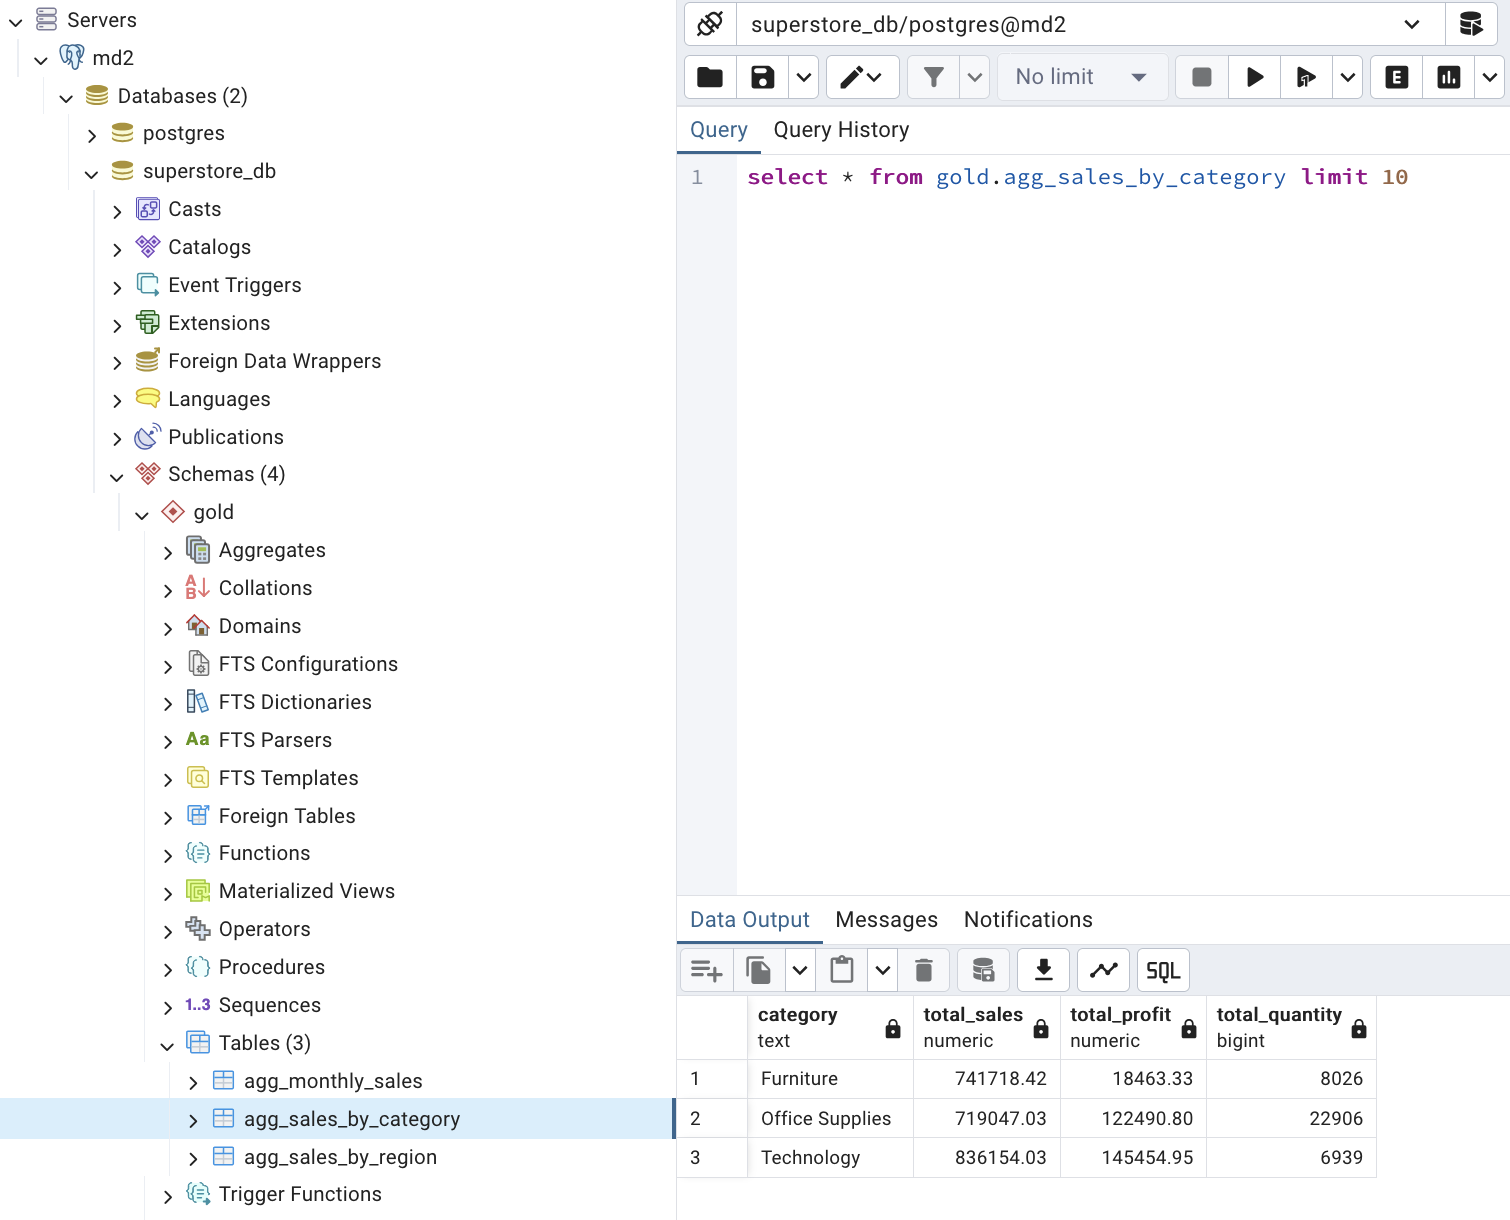 Servers
md2
Databases (2)
postgres
superstore_db
Casts
Catalogs
Event Triggers
Extensions
Foreign Data Wrappers
Languages
Publications
Schemas (4)
gold
Aggregates
Collations
Domains
FTS Configurations
FTS Dictionaries
Aa FTS Parsers
FTS Templates
Foreign Tables
Functions
Materialized Views
Operators
Procedures
1..3 Sequences
Tables (3)
agg_monthly_sales
agg_sales_by_category
agg_sales_by_region
Trigger Functions
superstore_db/postgres@md2
No limit E
Query Query History
1 select * from gold.agg_sales_by_category limit 10
Data Output Messages Notifications
SQL
category total_sales total_profit total_quantity
text numeric numeric bigint
1 Furniture 741718.42 18463.33 8026
2 Office Supplies 719047.03 122490.80 22906
3 Technology 836154.03 145454.95 6939